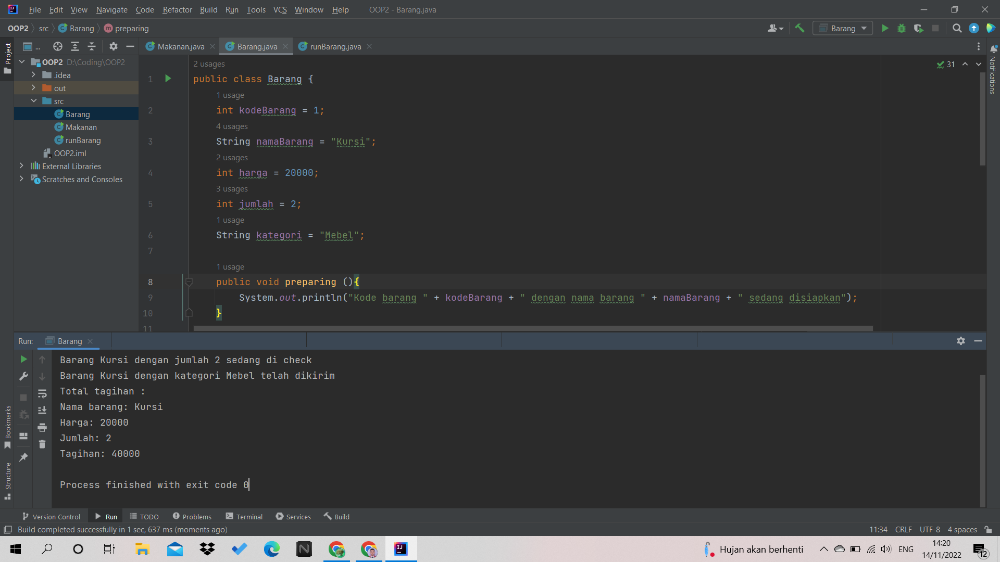 File Edit View Navigate Code Refactor Build Run Tools VCS Window Help OOP2 - Barang.java
OOP2 src Barang m preparing Barang
Project ... Makanan.java Barang.java runBarang.java
OOP2 D:\Coding\OOP2
.idea
out
src
Barang
Makanan
runBarang
OOP2.iml
External Libraries
Scratches and Consoles
2 usages
31
1 public class Barang {
1 usage
2 int kodeBarang = 1;
4 usages
3 String namaBarang = "Kursi";
2 usages
4 int harga = 20000;
3 usages
5 int jumlah = 2;
1 usage
6 String kategori = "Mebel";
7
1 usage
8 public void preparing (){
9 System.out.println("Kode barang " + kodeBarang + " dengan nama barang " + namaBarang + " sedang disiapkan");
10 }
11
Notifications
Run: Barang
Barang Kursi dengan jumlah 2 sedang di check
Barang Kursi dengan kategori Mebel telah dikirim
Total tagihan :
Nama barang: Kursi
Harga: 20000
Jumlah: 2
Tagihan: 40000
Process finished with exit code 0
Bookmarks
Structure
Version Control Run TODO Problems Terminal Services Build
Build completed successfully in 1 sec, 637 ms (moments ago) 11:34 CRLF UTF-8 4 spaces
Hujan akan berhenti ENG 14:20
14/11/2022 12